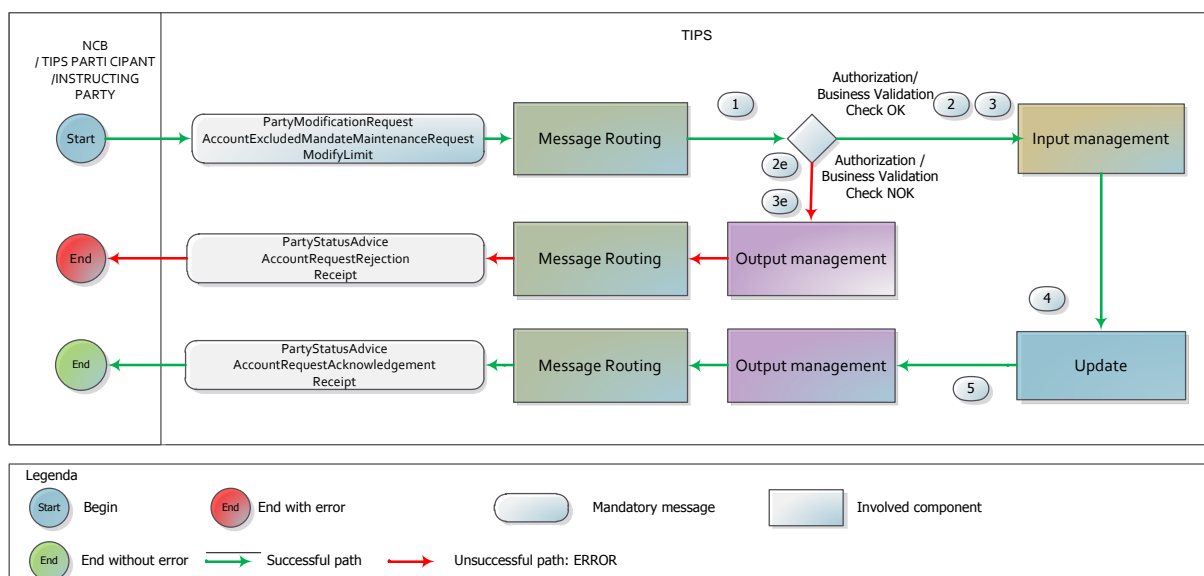 NCB
/ TIPS PARTI CIPANT
/INSTRUCTING
PARTY
TIPS
Start
PartyModificationRequest
AccountExcludedMandateMaintenanceRequest
ModifyLimit
Message Routing
1
Authorization/
Business Validation
Check OK
2
3
Input management
2e
3e
Authorization /
Business Validation
Check NOK
End
PartyStatusAdvice
AccountRequestRejection
Receipt
Message Routing
Output management
4
End
PartyStatusAdvice
AccountRequestAcknowledgement
Receipt
Message Routing
Output management
5
Update
Legenda
Start
Begin
End
End with error
Mandatory message
Involved component
End
End without error
Successful path
Unsuccessful path: ERROR